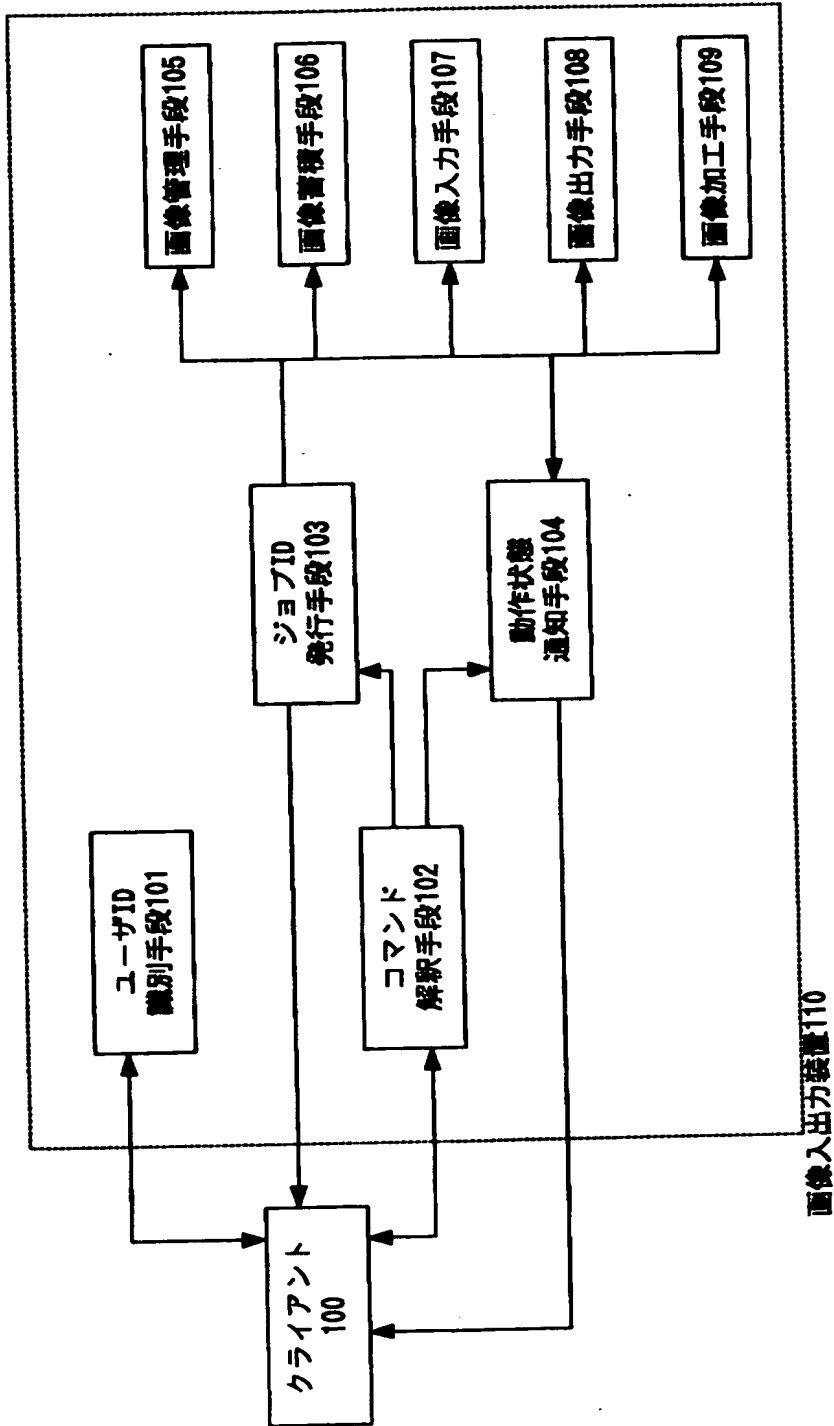 クライアント
100
ユーザID
識別手段101
コマンド
解釈手段102
ジョブID
発行手段103
動作状態
通知手段104
画像管理手段105
画像蓄積手段106
画像入力手段107
画像出力手段108
画像加工手段109
画像入出力装置110